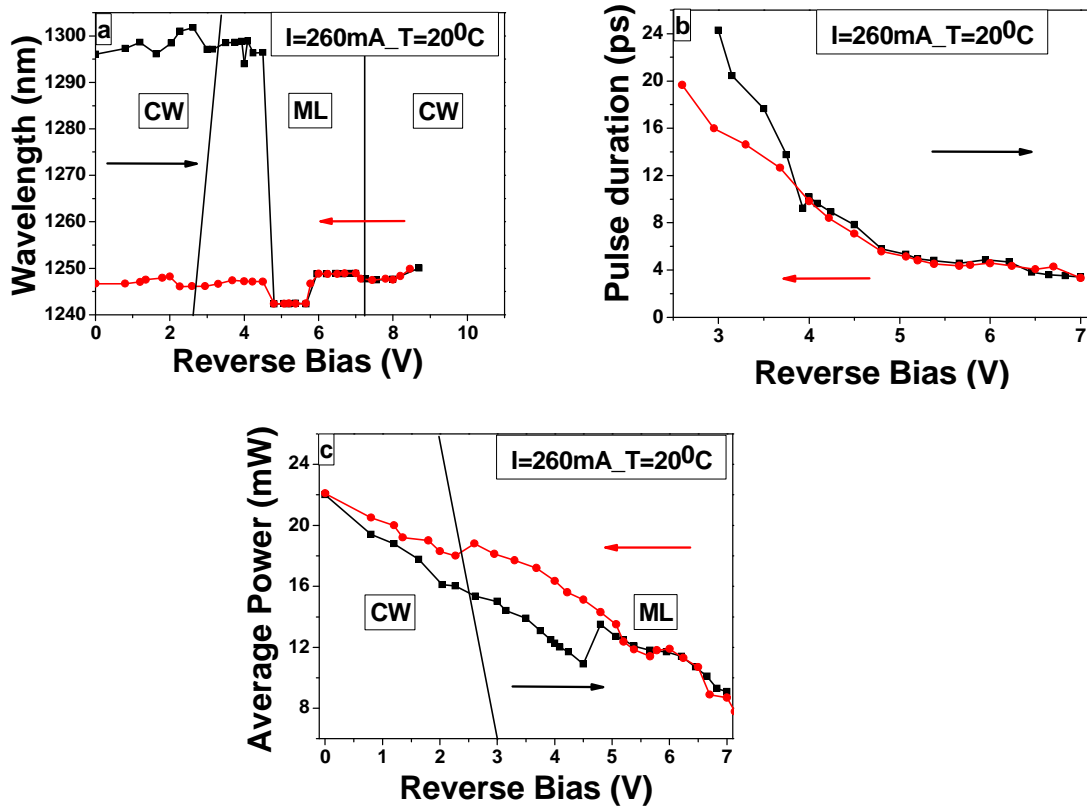 a
I=260mA_T=20⁰C
Wavelength (nm)
1300
1290
1280
1270
1260
1250
1240
CW
ML
CW
0 2 4 6 8 10
Reverse Bias (V)
b
I=260mA_T=20⁰C
Pulse duration (ps)
24
20
16
12
8
4
0
3 4 5 6 7
Reverse Bias (V)
c
I=260mA_T=20⁰C
Average Power (mW)
24
20
16
12
8
CW
ML
0 1 2 3 4 5 6 7
Reverse Bias (V)